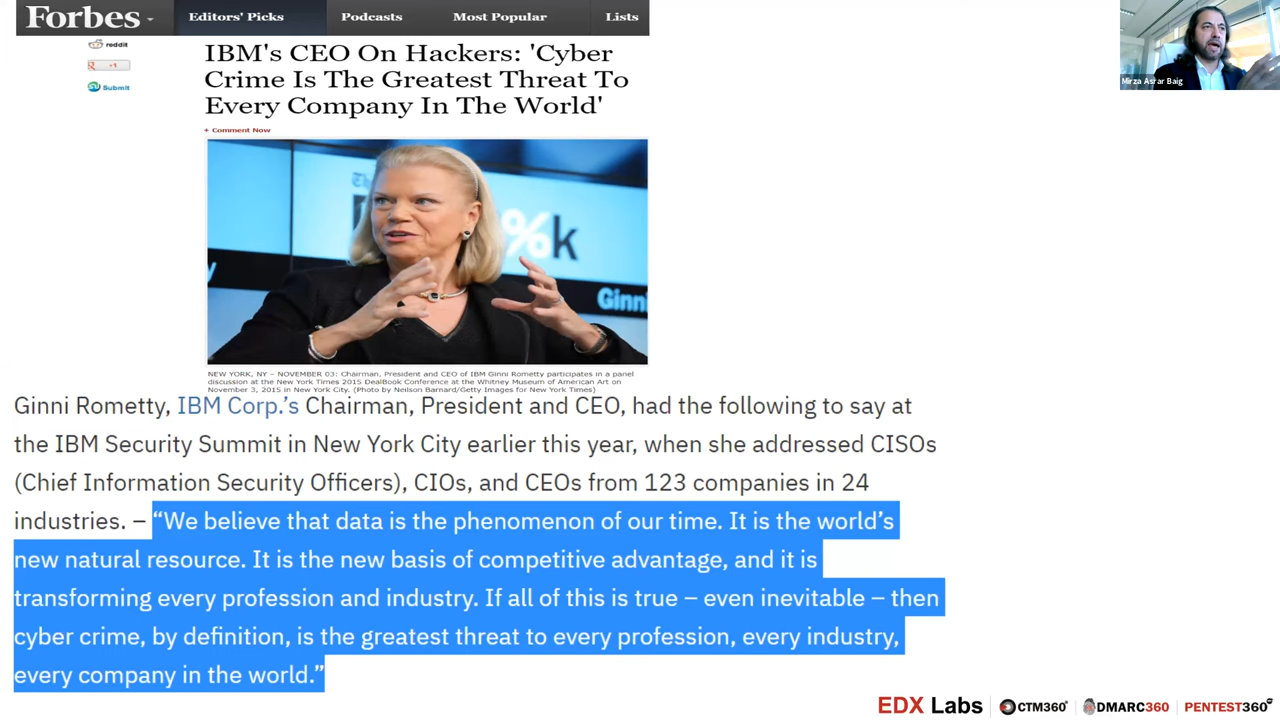 Forbes
Editors' Picks
Podcasts
Most Popular
Lists
reddit
+1
Submit
IBM's CEO On Hackers: 'Cyber
Crime Is The Greatest Threat To
Every Company In The World'
+ Comment Now
%k
Ginni
NEW YORK, NY – NOVEMBER 03: Chairman, President and CEO of IBM Ginni Rometty participates in a panel
discussion at the New York Times 2015 DealBook Conference at the Whitney Museum of American Art on
November 3, 2015 in New York City. (Photo by Neilson Barnard/Getty Images for New York Times)
Ginni Rometty, IBM Corp.’s Chairman, President and CEO, had the following to say at
the IBM Security Summit in New York City earlier this year, when she addressed CISOs
(Chief Information Security Officers), CIOs, and CEOs from 123 companies in 24
industries. – “We believe that data is the phenomenon of our time. It is the world’s
new natural resource. It is the new basis of competitive advantage, and it is
transforming every profession and industry. If all of this is true – even inevitable – then
cyber crime, by definition, is the greatest threat to every profession, every industry,
every company in the world.”
Mirza Asrar Baig
EDX Labs
CTM360
DMARC360
PENTEST360